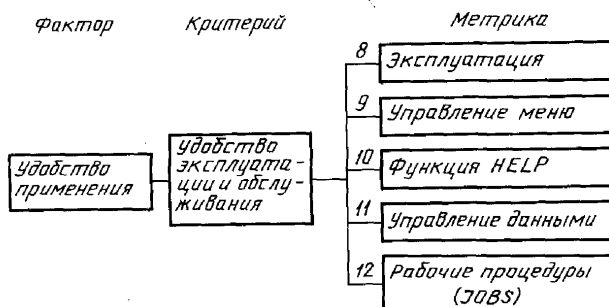 Фактор Критерий Метрика
8 Эксплуатация
9 Управление меню
Удобство применения
Удобство
эксплуата-
ции и обслу-
живания
10 Функция HELP
11 Управление данными
12 Рабочие процедуры
(JOBS)